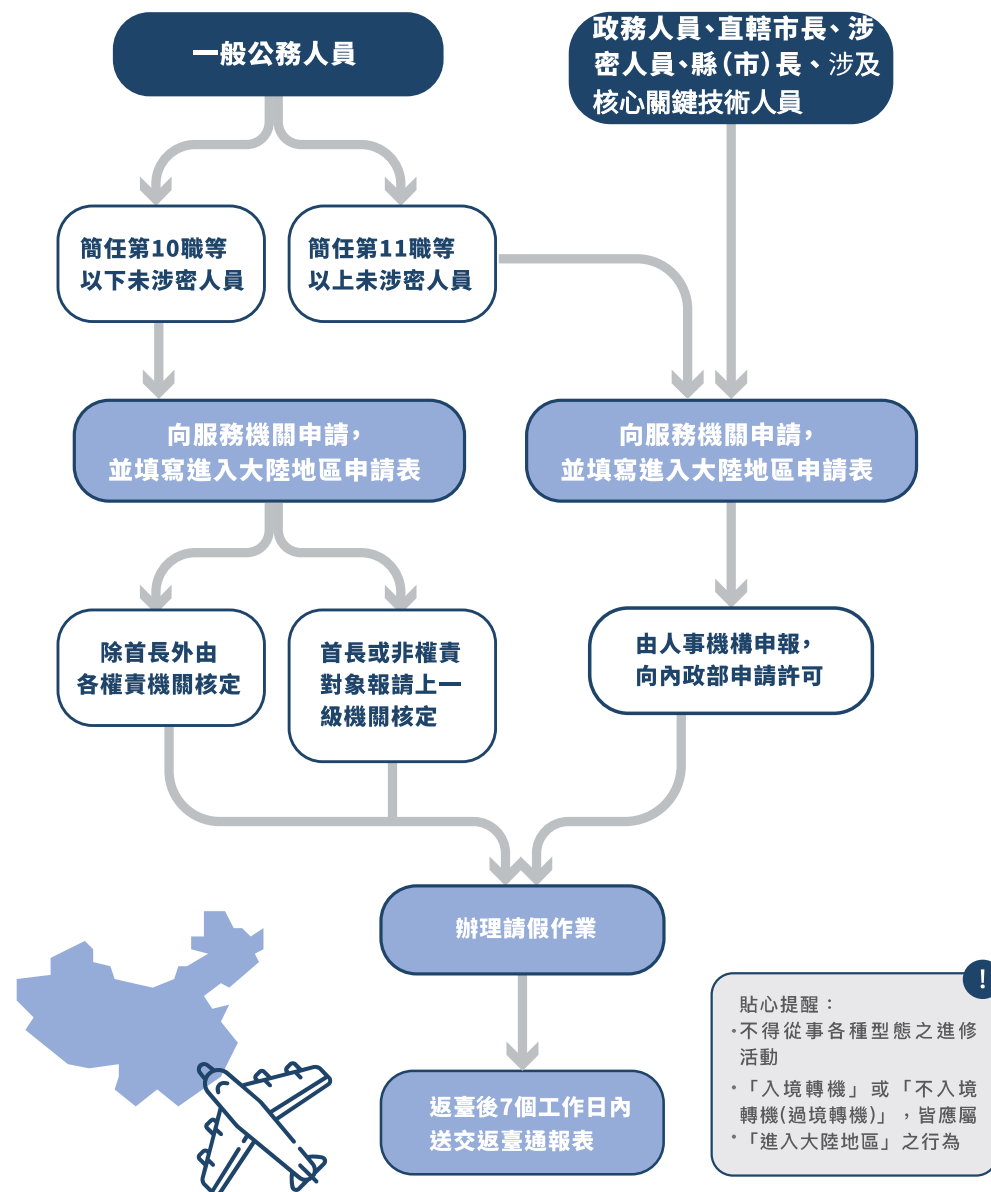 一般公務人員
政務人員、直轄市長、涉
密人員、縣(市)長、涉及
核心關鍵技術人員
簡任第10職等
以下未涉密人員
簡任第11職等
以上未涉密人員
向服務機關申請,
並填寫進入大陸地區申請表
向服務機關申請,
並填寫進入大陸地區申請表
除首長外由
各權責機關核定
首長或非權責
對象報請上一
級機關核定
由人事機構申報,
向內政部申請許可
辦理請假作業
返臺後7個工作日內
送交返臺通報表
!
貼心提醒:
·不得從事各種型態之進修
活動
·「入境轉機」或「不入境
轉機(過境轉機)」,皆應屬
·「進入大陸地區」之行為